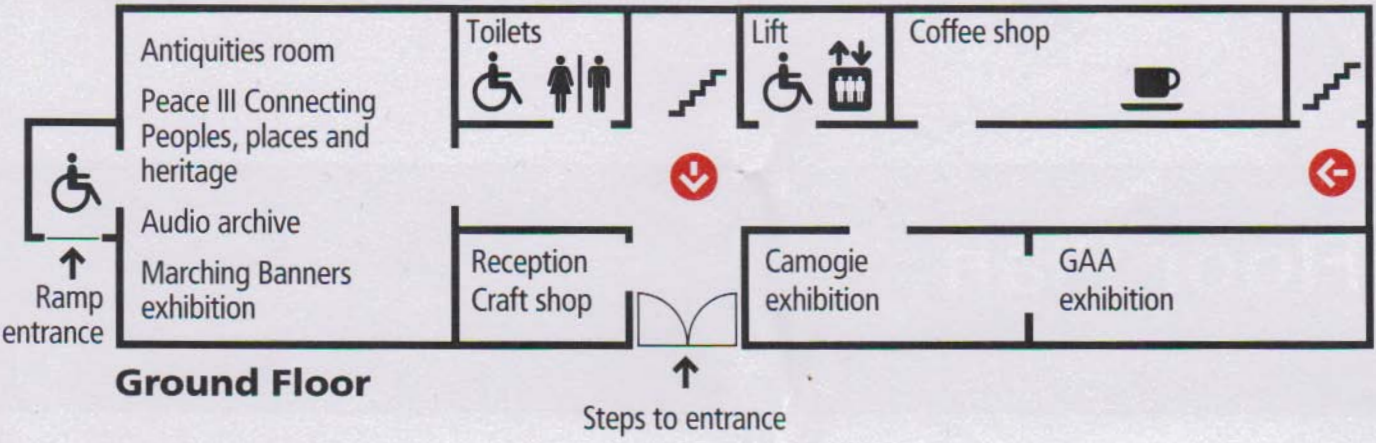 Antiquities room
Peace III Connecting
Peoples, places and
heritage
Audio archive
Marching Banners
exhibition
Toilets
Lift
Coffee shop
Ramp
entrance
Reception
Craft shop
Camogie
exhibition
GAA
exhibition
Ground Floor
Steps to entrance